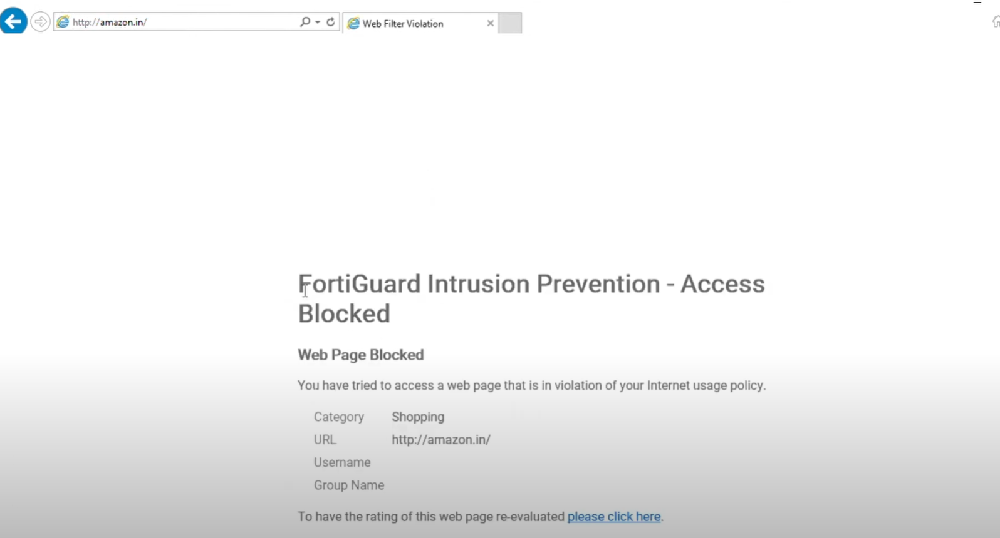 http://amazon.in/
Web Filter Violation
FortiGuard Intrusion Prevention - Access
Blocked
Web Page Blocked
You have tried to access a web page that is in violation of your Internet usage policy.
Category Shopping
URL http://amazon.in/
Username
Group Name
To have the rating of this web page re-evaluated please click here.